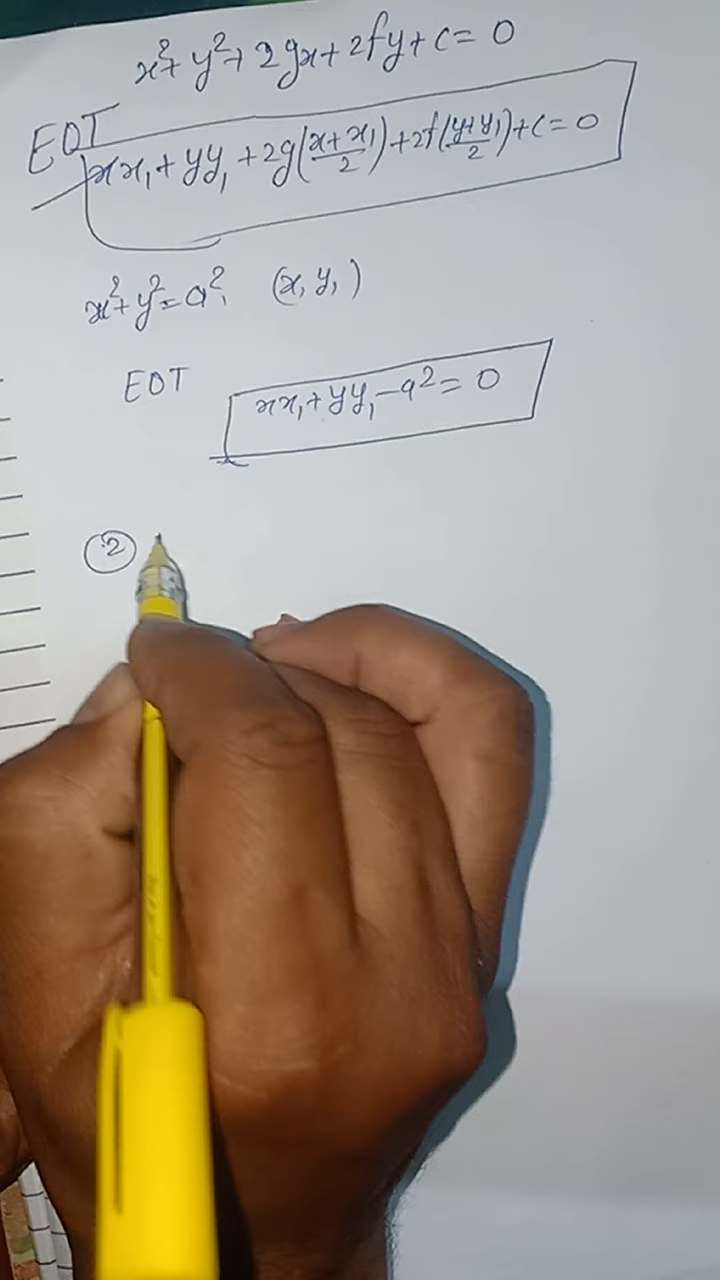 x²+ y²+ 2gx+ 2fy+ c= 0
EOT
xx₁ + yy₁ + 2g(x+x₁/2) + 2f(y+y₁/2) + c = 0
x²+ y²= a², (x₁ y₁)
EOT xx₁+ yy₁ -a² = 0
2